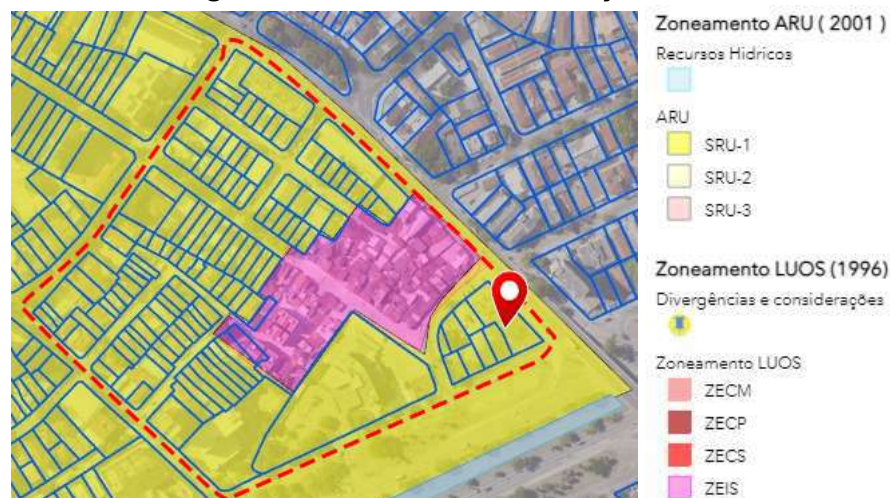 Zoneamento ARU ( 2001 )
Recursos Hidricos
ARU
SRU-1
SRU-2
SRU-3
Zoneamento LUOS (1996)
Divergências e considerações
Zoneamento LUOS
ZECM
ZECP
ZECS
ZEIS